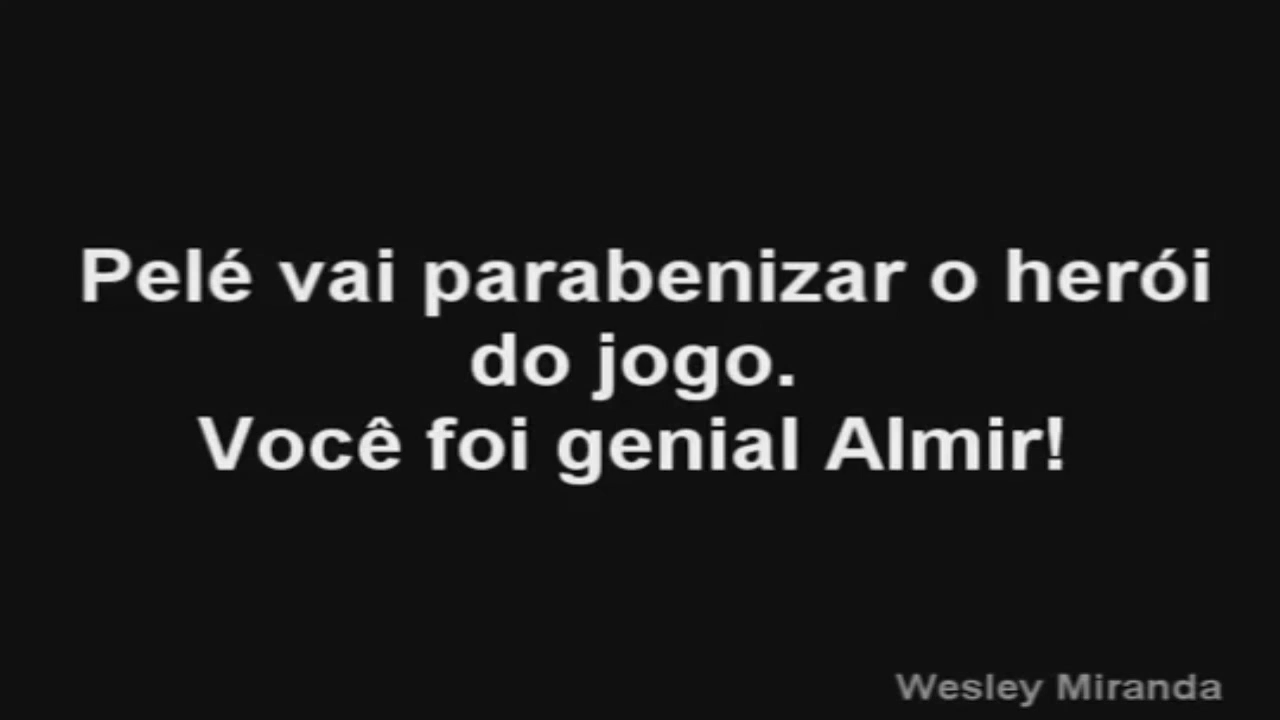 Pelé vai parabenizar o herói
do jogo.
Você foi genial Almir!
Wesley Miranda